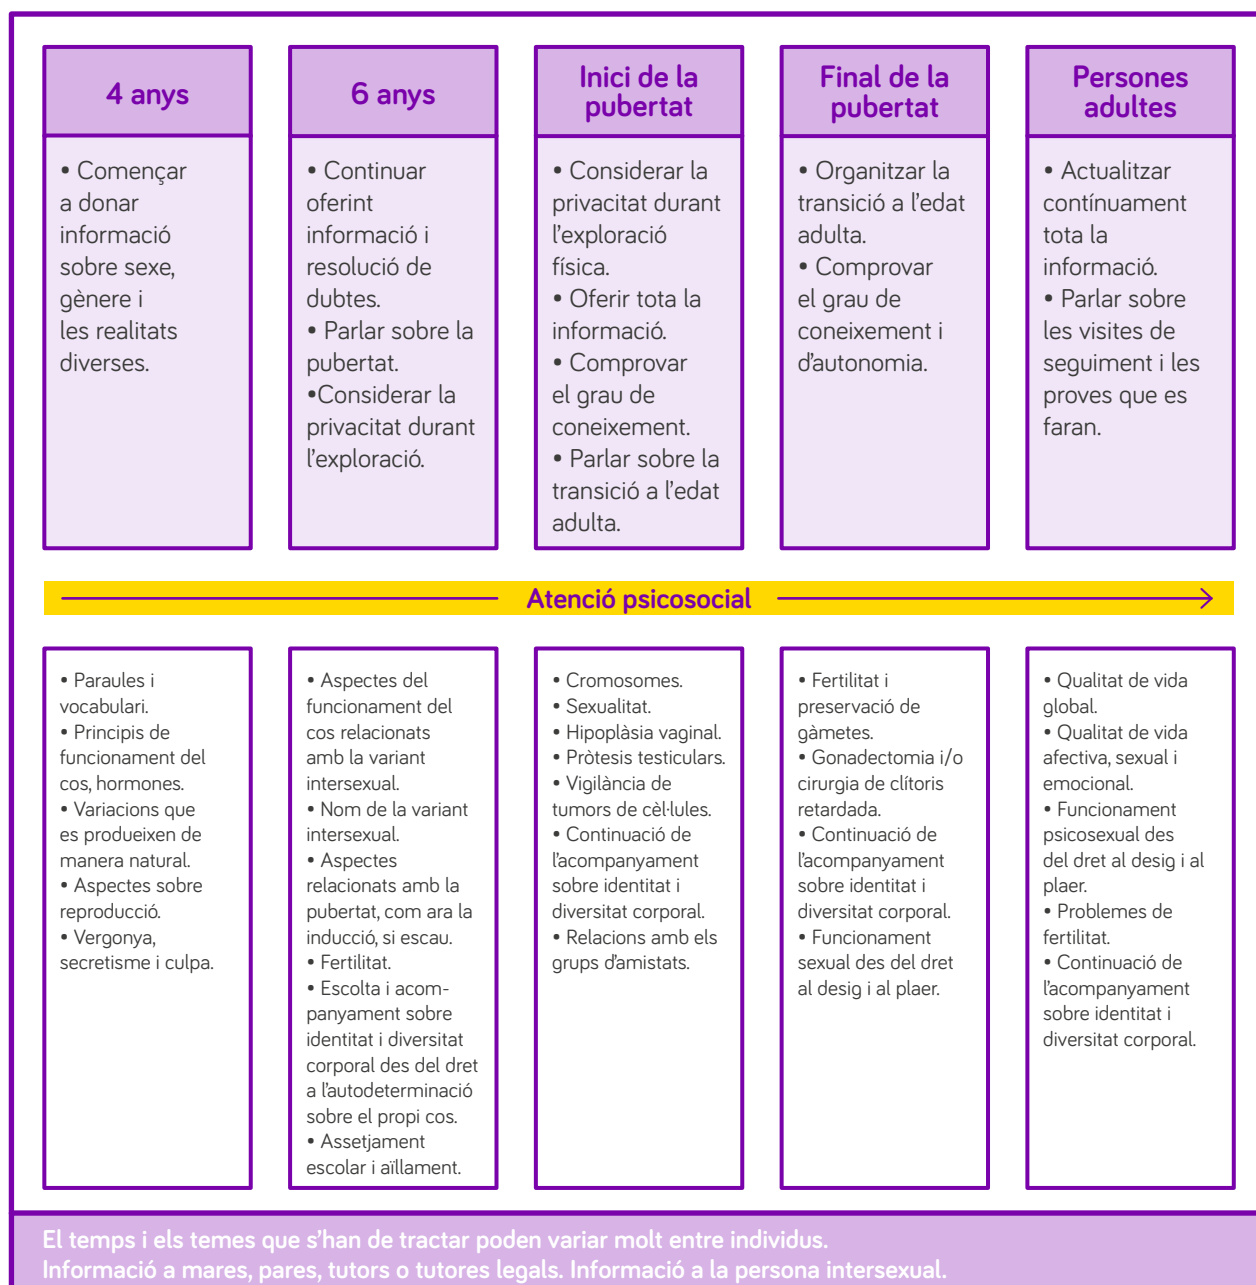 4 anys
• Començar
a donar
informació
sobre sexe,
gènere i
les realitats
diverses.
6 anys
• Continuar
oferint
informació i
resolució de
dubtes.
• Parlar sobre la
pubertat.
•Considerar la
privacitat durant
l'exploració.
Inici de la
pubertat
• Considerar la
privacitat durant
l'exploració
física.
• Oferir tota la
informació.
• Comprovar
el grau de
coneixement.
• Parlar sobre la
transició a l'edat
adulta.
Final de la
pubertat
• Organitzar la
transició a l'edat
adulta.
• Comprovar
el grau de
coneixement i
d'autonomia.
Persones
adultes
• Actualitzar
contínuament
tota la
informació.
• Parlar sobre
les visites de
seguiment i les
proves que es
faran.
Atenció psicosocial
• Paraules i
vocabulari.
• Principis de
funcionament del
cos, hormones.
• Variacions que
es produeixen de
manera natural.
• Aspectes sobre
reproducció.
• Vergonya,
secretisme i culpa.
• Aspectes del
funcionament del
cos relacionats
amb la variant
intersexual.
• Nom de la variant
intersexual.
• Aspectes
relacionats amb la
pubertat, com ara la
inducció, si escau.
• Fertilitat.
• Escolta i acom-
panyament sobre
identitat i diversitat
corporal des del dret
a l'autodeterminació
sobre el propi cos.
• Assetjament
escolar i aïllament.
• Cromosomes.
• Sexualitat.
• Hipoplàsia vaginal.
• Pròtesis testiculars.
• Vigilància de
tumors de cèl·lules.
• Continuació de
l'acompanyament
sobre identitat i
diversitat corporal.
• Relacions amb els
grups d'amistats.
• Fertilitat i
preservació de
gàmetes.
• Gonadectomia i/o
cirurgia de clítoris
retardada.
• Continuació de
l'acompanyament
sobre identitat i
diversitat corporal.
• Funcionament
sexual des del dret
al desig i al plaer.
• Qualitat de vida
global.
• Qualitat de vida
afectiva, sexual i
emocional.
• Funcionament
psicosexual des
del dret al desig i al
plaer.
• Problemes de
fertilitat.
• Continuació de
l'acompanyament
sobre identitat i
diversitat corporal.
El temps i els temes que s'han de tractar poden variar molt entre individus.
Informació a mares, pares, tutors o tutores legals. Informació a la persona intersexual.